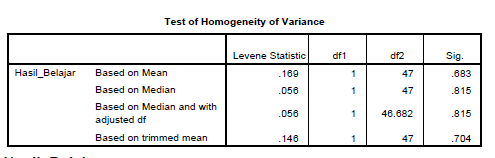 Test of Homogeneity of Variance
Levene Statistic df1 df2 Sig.
Hasil_Belajar Based on Mean .169 1 47 .683
Based on Median .056 1 47 .815
Based on Median and with adjusted df .056 1 46.682 .815
Based on trimmed mean .146 1 47 .704